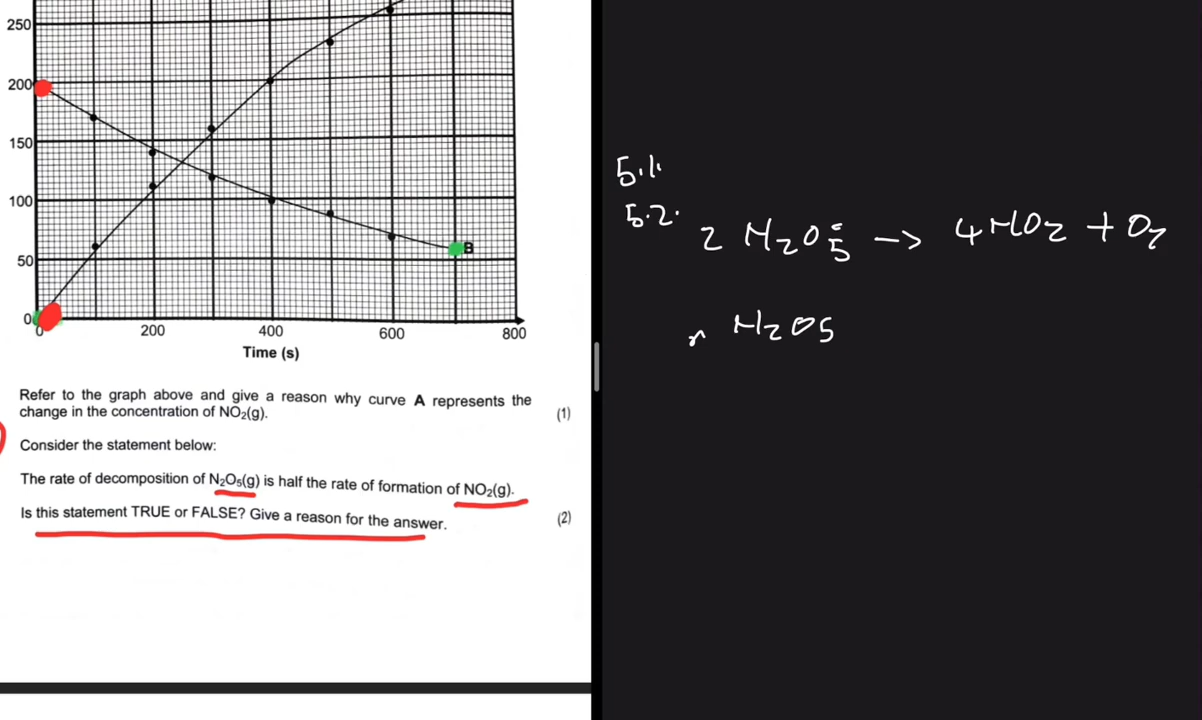 250
200
150
100
50
0
B
0 200 400 600 800
Time (s)
Refer to the graph above and give a reason why curve A represents the
change in the concentration of NO₂(g). (1)
Consider the statement below:
The rate of decomposition of N₂O₅(g) is half the rate of formation of NO₂(g).
Is this statement TRUE or FALSE? Give a reason for the answer. (2)
5.1.
5.2.
2 N₂O₅ → 4NO₂ + O₂
n N₂O₅